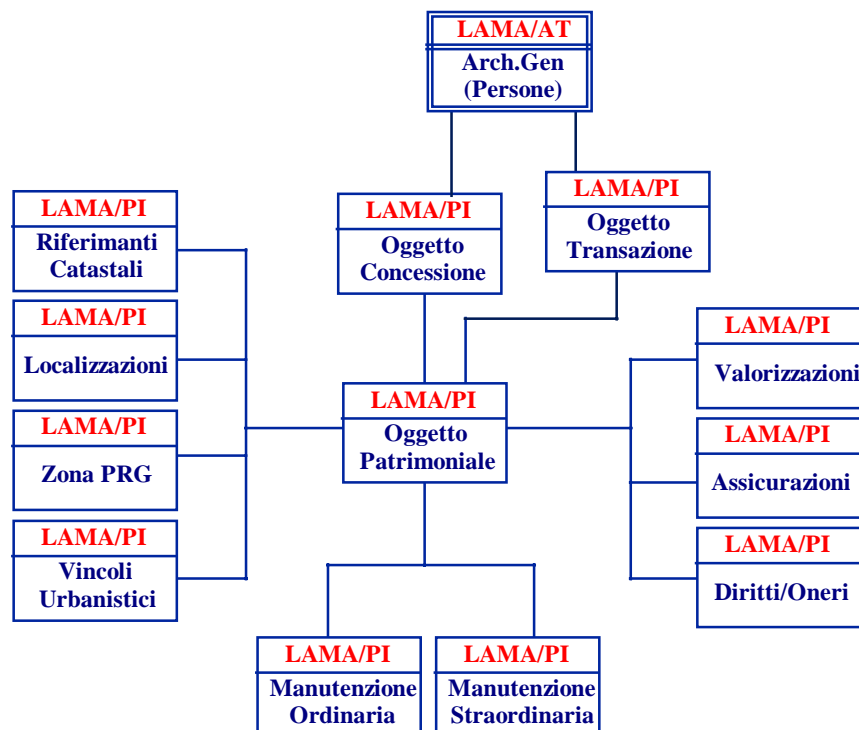 LAMA/AT
Arch.Gen
(Persone)
LAMA/PI
Oggetto
Transazione
LAMA/PI
Oggetto
Concessione
LAMA/PI
Riferimanti
Catastali
LAMA/PI
Localizzazioni
LAMA/PI
Zona PRG
LAMA/PI
Vincoli
Urbanistici
LAMA/PI
Oggetto
Patrimoniale
LAMA/PI
Valorizzazioni
LAMA/PI
Assicurazioni
LAMA/PI
Diritti/Oneri
LAMA/PI
Manutenzione
Ordinaria
LAMA/PI
Manutenzione
Straordinaria